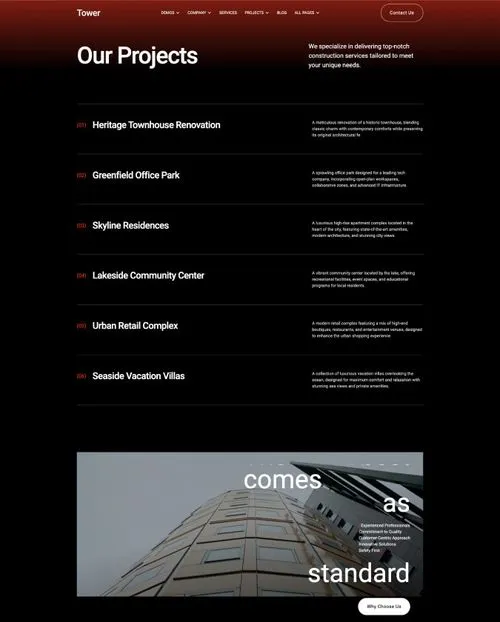 Tower
DEMOS
COMPANY
SERVICES
PROJECTS
BLOG
ALL PAGES
Contact Us
Our Projects
We specialize in delivering top-notch
construction services tailored to meet
your unique needs.
(01) Heritage Townhouse Renovation
A meticulous renovation of a historic townhouse, blending
classic charm with contemporary comforts while preserving
its original architectural fe
(02) Greenfield Office Park
A sprawling office park designed for a leading tech
company, incorporating open-plan workspaces,
collaborative zones, and advanced IT infrastructure.
(03) Skyline Residences
A luxurious high-rise apartment complex located in the
heart of the city, featuring state-of-the-art amenities,
modern architecture, and stunning city views.
(04) Lakeside Community Center
A vibrant community center located by the lake, offering
recreational facilities, event spaces, and educational
programs for local residents.
(05) Urban Retail Complex
A modern retail complex featuring a mix of high-end
boutiques, restaurants, and entertainment venues, designed
to enhance the urban shopping experience.
(06) Seaside Vacation Villas
A collection of luxurious vacation villas overlooking the
ocean, designed for maximum comfort and relaxation with
stunning sea views and private amenities.
comes
as
Experienced Professionals
Commitment to Quality
Customer-Centric Approach
Innovative Solutions
Safety First
standard
Why Choose Us